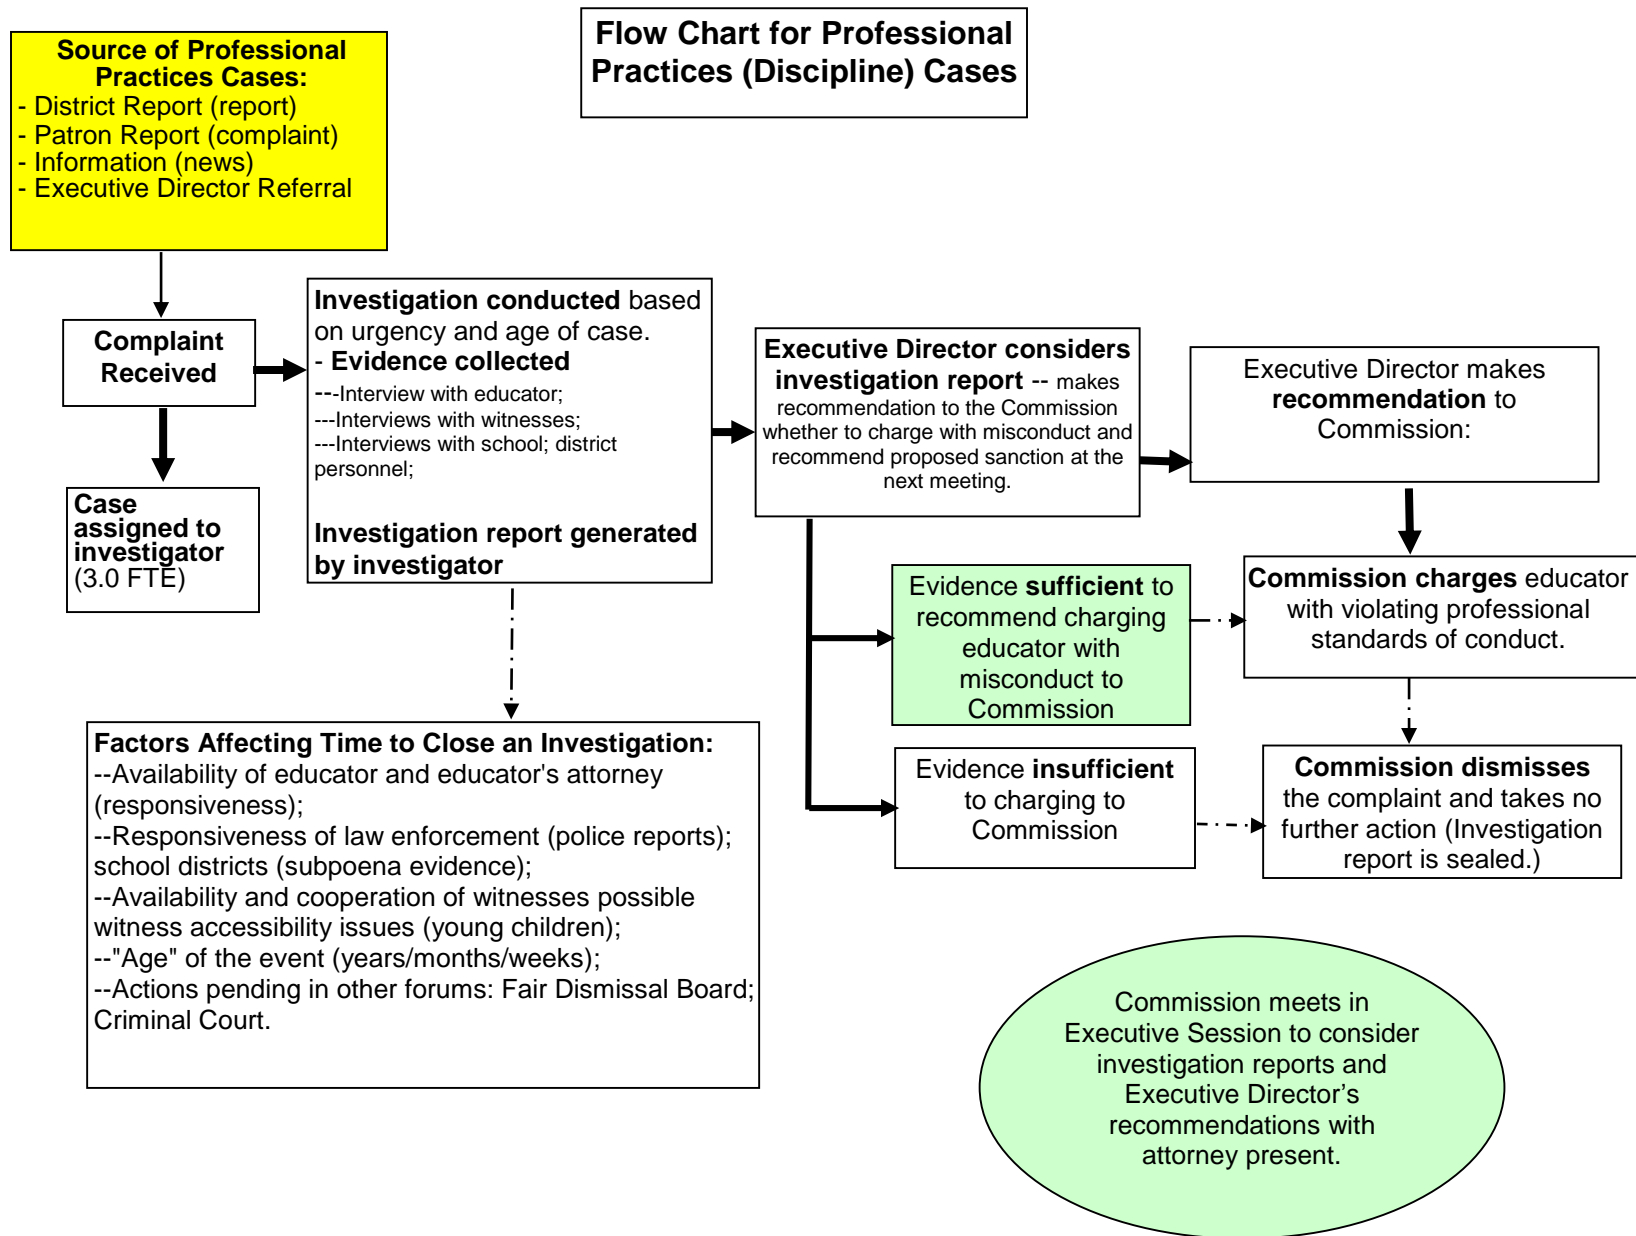 Flow Chart for Professional
Practices (Discipline) Cases
Source of Professional
Practices Cases:
- District Report (report)
- Patron Report (complaint)
- Information (news)
- Executive Director Referral
Complaint
Received
Case
assigned to
investigator
(3.0 FTE)
Investigation conducted based
on urgency and age of case.
- Evidence collected
---Interview with educator;
---Interviews with witnesses;
---Interviews with school; district
personnel;
Investigation report generated
by investigator
Factors Affecting Time to Close an Investigation:
--Availability of educator and educator's attorney
(responsiveness);
--Responsiveness of law enforcement (police reports);
school districts (subpoena evidence);
--Availability and cooperation of witnesses possible
witness accessibility issues (young children);
--"Age" of the event (years/months/weeks);
--Actions pending in other forums: Fair Dismissal Board;
Criminal Court.
Executive Director considers
investigation report -- makes
recommendation to the Commission
whether to charge with misconduct and
recommend proposed sanction at the
next meeting.
Executive Director makes
recommendation to
Commission:
Evidence sufficient to
recommend charging
educator with
misconduct to
Commission
Commission charges educator
with violating professional
standards of conduct.
Evidence insufficient
to charging to
Commission
Commission dismisses
the complaint and takes no
further action (Investigation
report is sealed.)
Commission meets in
Executive Session to consider
investigation reports and
Executive Director’s
recommendations with
attorney present.